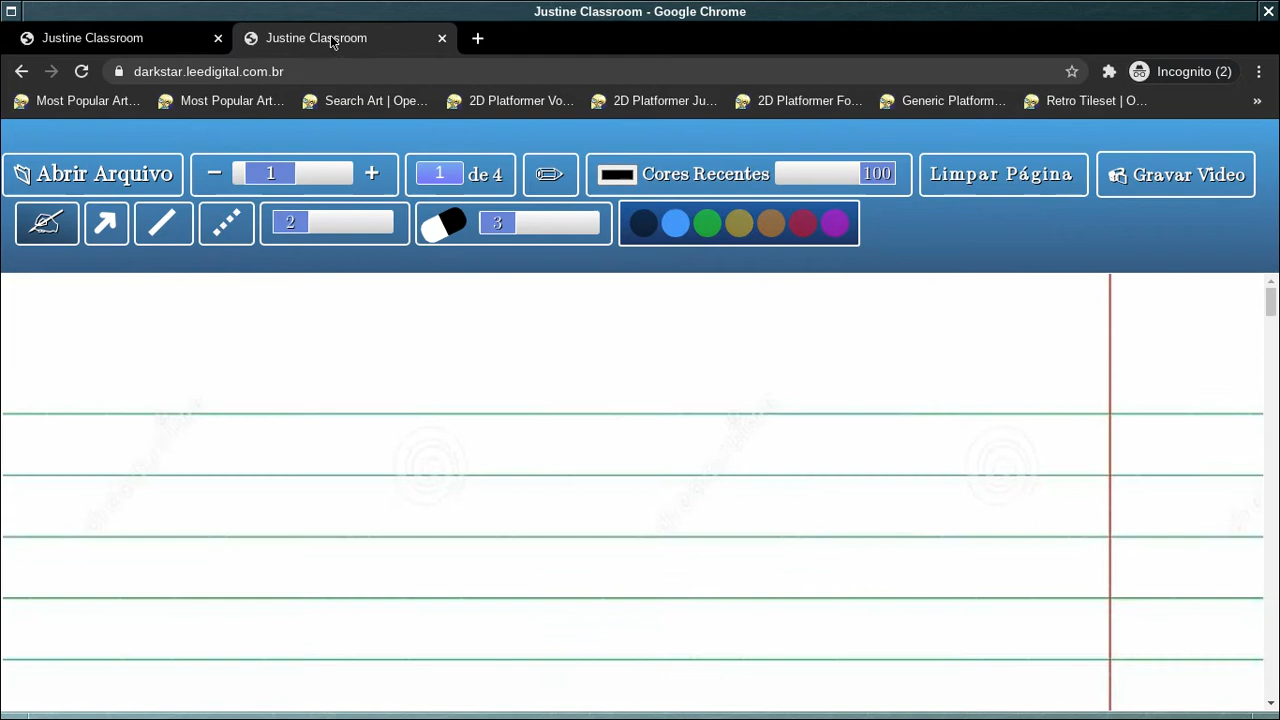 Justine Classroom - Google Chrome
Justine Classroom
Justine Classroom
darkstar.leedigital.com.br
Incognito (2)
Most Popular Art…
Most Popular Art…
Search Art | Ope…
2D Platformer Vo…
2D Platformer Ju…
2D Platformer Fo…
Generic Platform…
Retro Tileset | O…
Abrir Arquivo
1
1 de 4
Cores Recentes
100
Limpar Página
Gravar Video
2
3